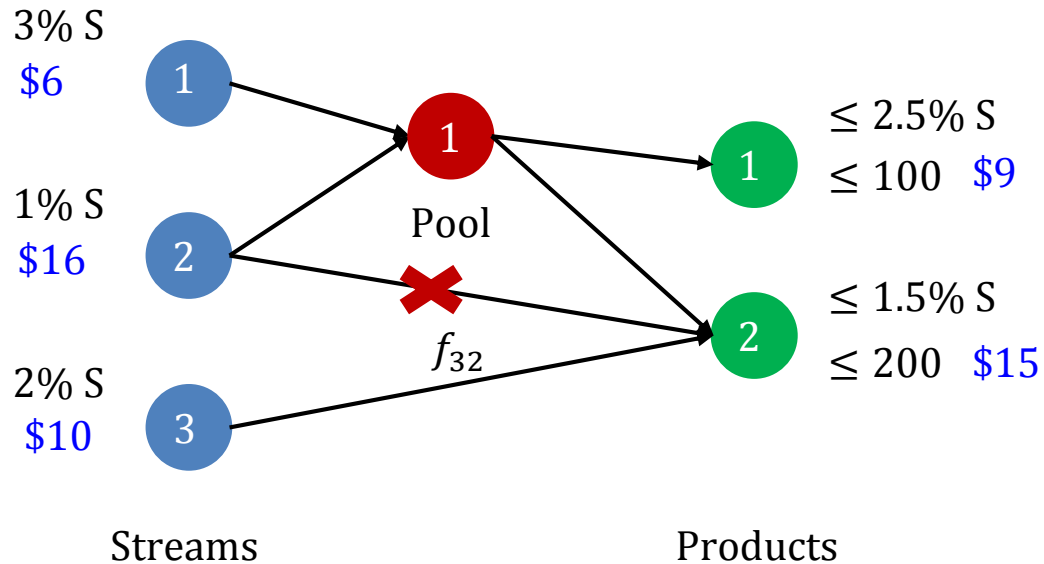 3% S
$6
1
1
Pool
1
≤ 2.5% S
≤ 100 $9
1% S
$16
2
f₃₂
2
≤ 1.5% S
≤ 200 $15
2% S
$10
3
Streams
Products